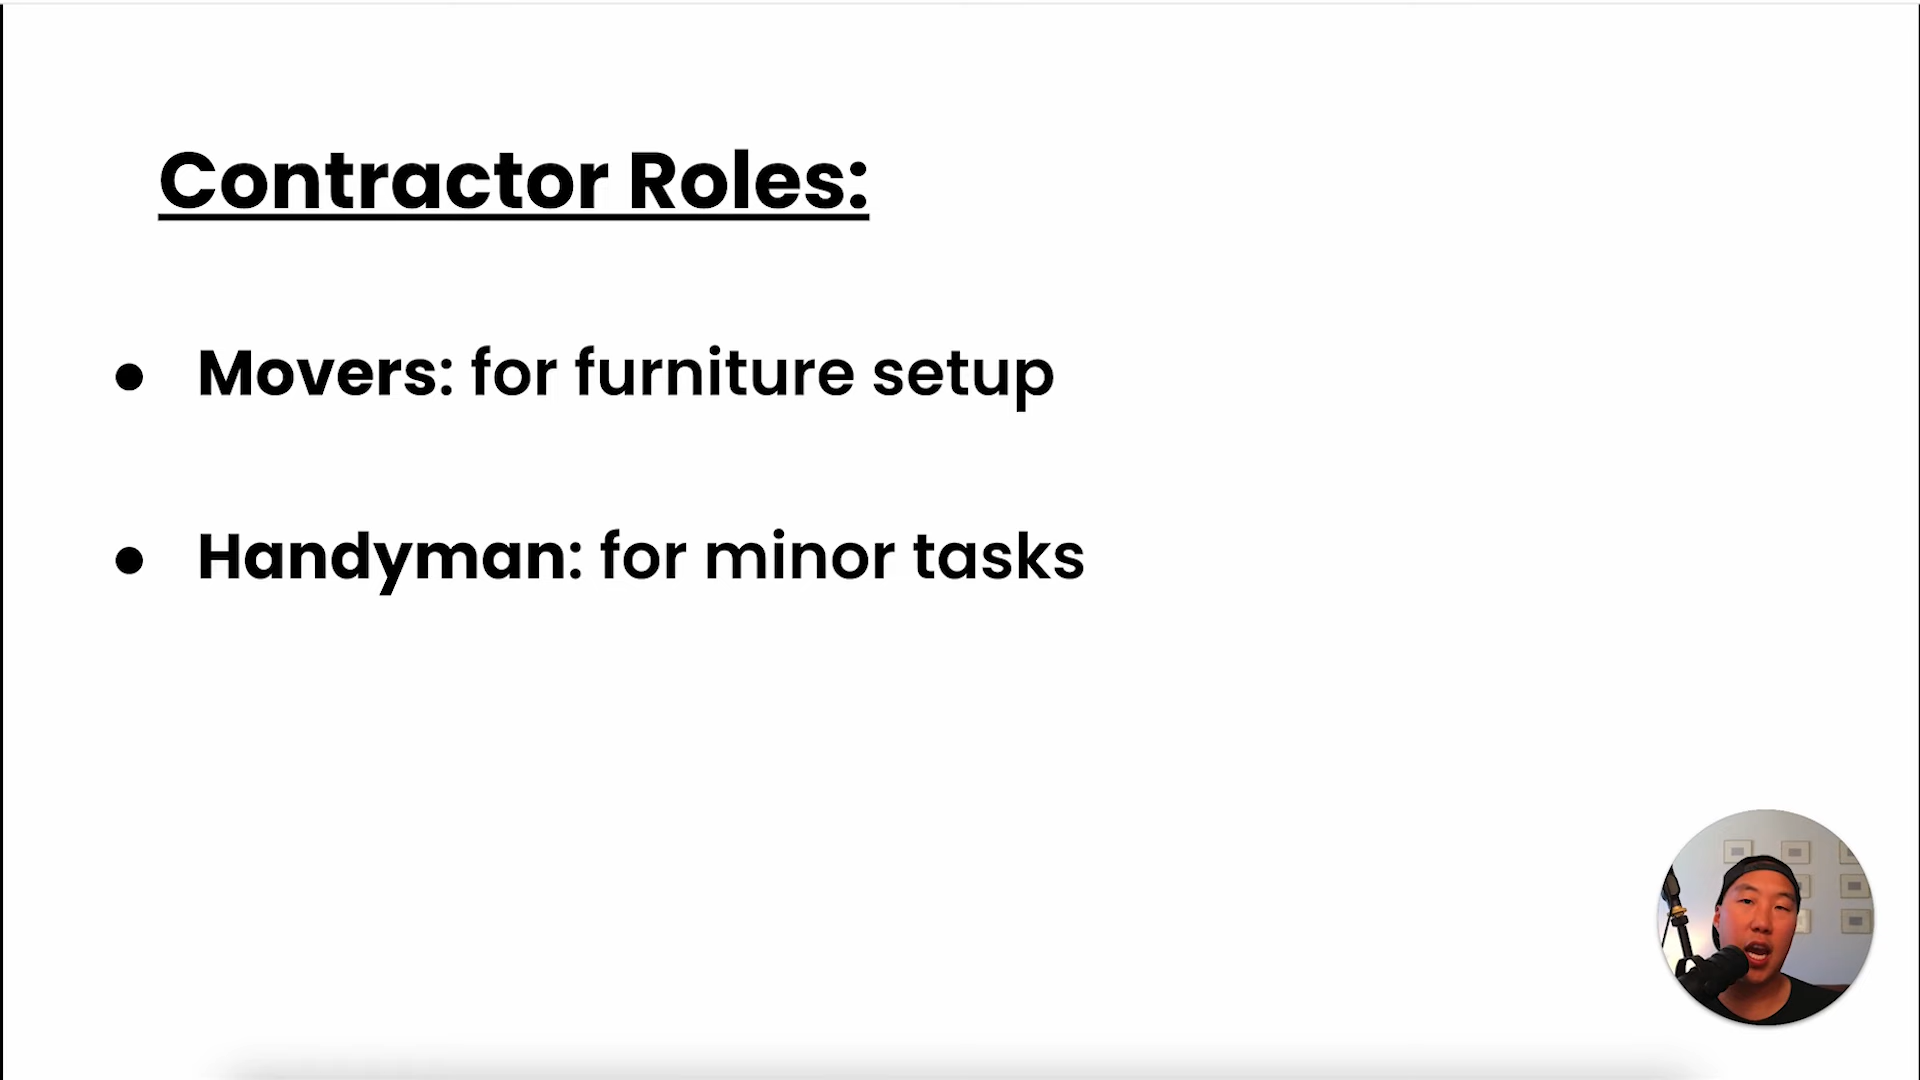 Contractor Roles:
● Movers: for furniture setup
● Handyman: for minor tasks